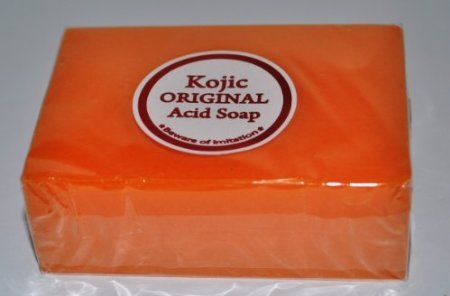 Kojic
ORIGINAL
Acid Soap
*Beware of Imitation*